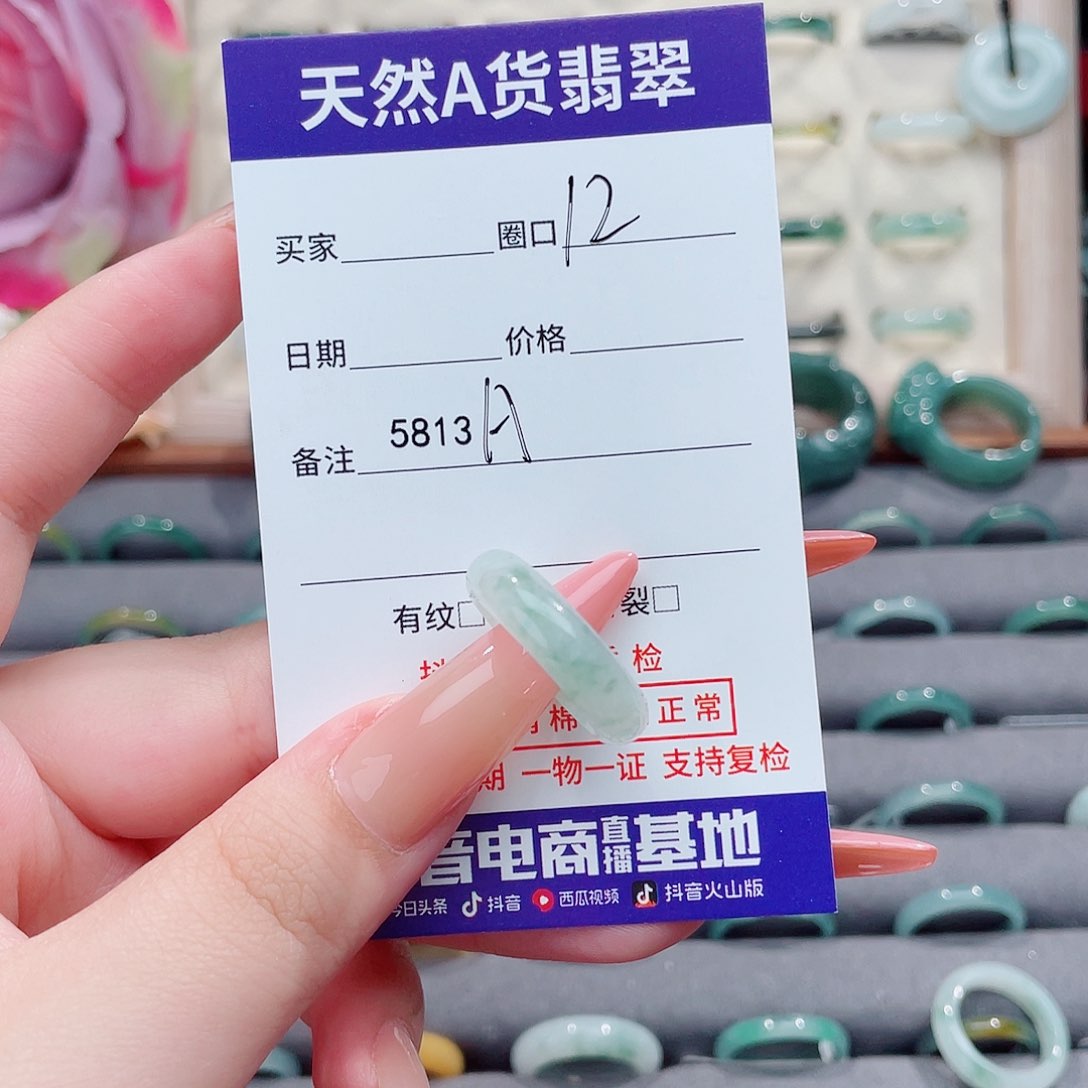 天然A货翡翠
买家 圈口 12
日期 价格
备注 5813 A
有纹□ 裂□
检
棉 正常
期 一物一证 支持复检
音电商直播基地
今日头条 抖音 西瓜视频 抖音火山版